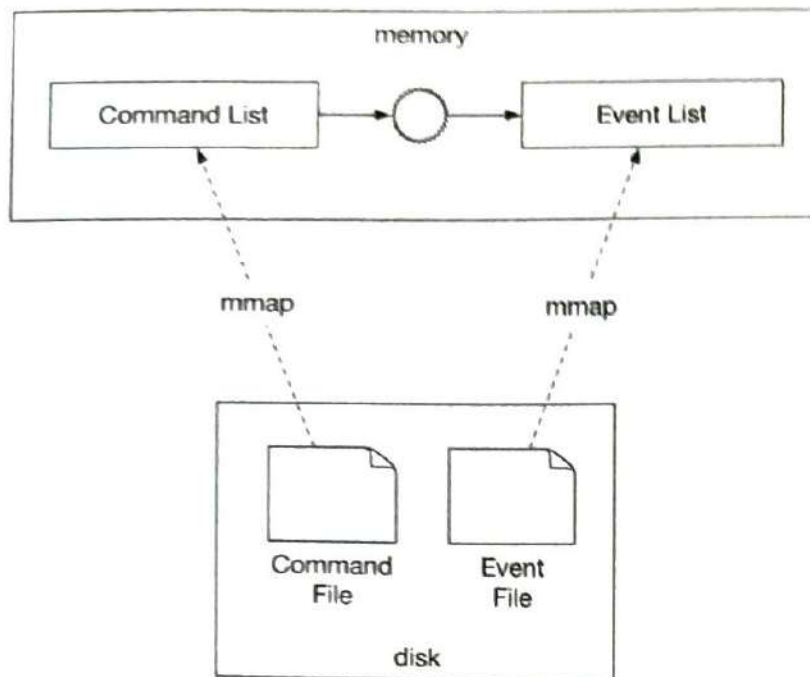 memory
Command List
Event List
mmap
mmap
Command
File
Event
File
disk